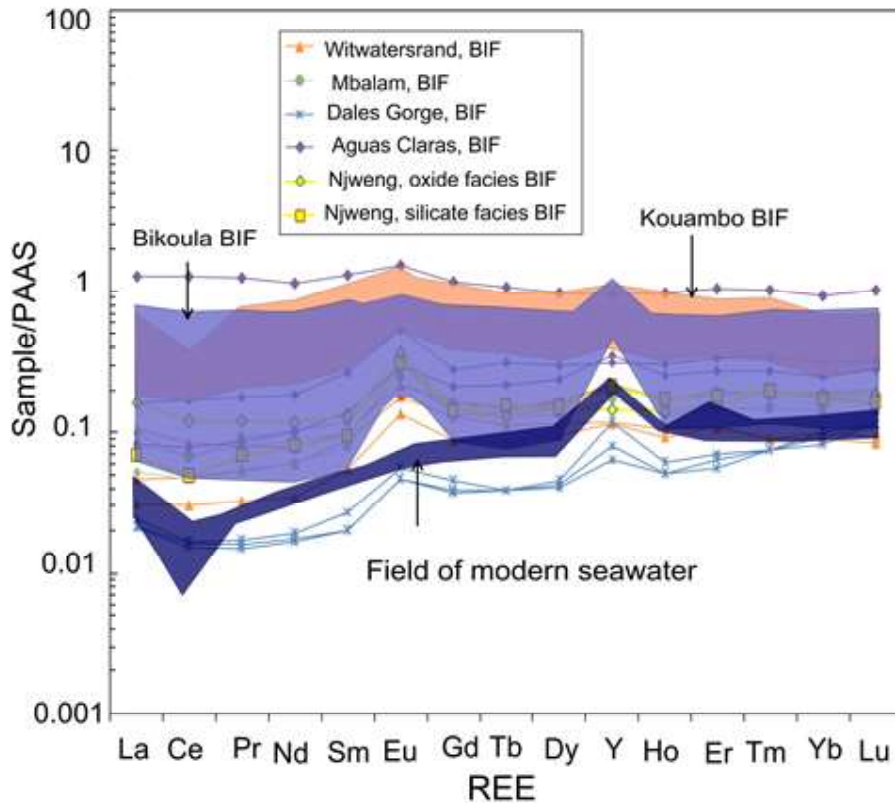 100
10
1
0.1
0.01
0.001
Sample/PAAS
Witwatersrand, BIF
Mbalam, BIF
Dales Gorge, BIF
Aguas Claras, BIF
Njweng, oxide facies BIF
Njweng, silicate facies BIF
Bikoula BIF
Kouambo BIF
Field of modern seawater
La Ce Pr Nd Sm Eu Gd Tb Dy Y Ho Er Tm Yb Lu
REE